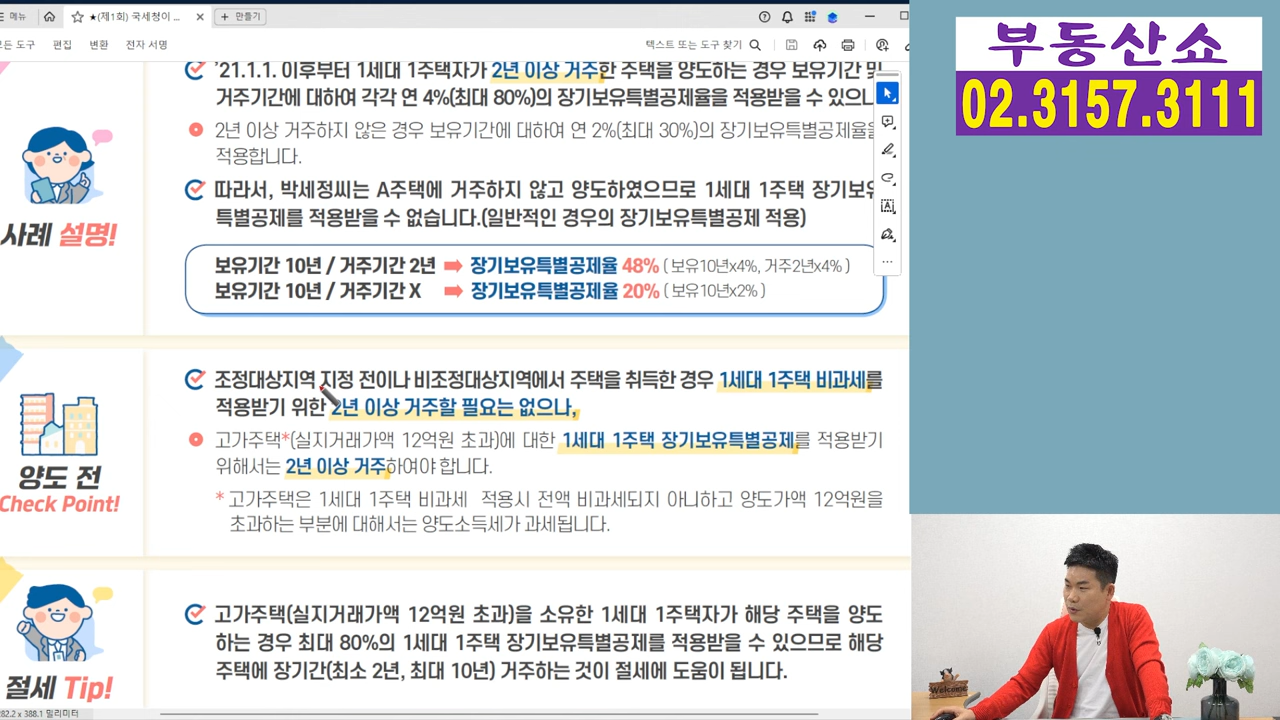 메뉴
★(제1회) 국세청이 ...
만들기
모든 도구
편집
변환
전자 서명
텍스트 또는 도구 찾기
부동산쇼
02.3157.3111
'21.1.1. 이후부터 1세대 1주택자가 2년 이상 거주한 주택을 양도하는 경우 보유기간 및
거주기간에 대하여 각각 연 4%(최대 80%)의 장기보유특별공제율을 적용받을 수 있으니
2년 이상 거주하지 않은 경우 보유기간에 대하여 연 2%(최대 30%)의 장기보유특별공제율을
적용합니다.
따라서, 박세정씨는 A주택에 거주하지 않고 양도하였으므로 1세대 1주택 장기보유
특별공제를 적용받을 수 없습니다.(일반적인 경우의 장기보유특별공제 적용)
사례 설명!
보유기간 10년 / 거주기간 2년 ➡ 장기보유특별공제율 48% ( 보유10년x4%, 거주2년x4% )
보유기간 10년 / 거주기간 X ➡ 장기보유특별공제율 20% ( 보유10년x2% )
조정대상지역 지정 전이나 비조정대상지역에서 주택을 취득한 경우 1세대 1주택 비과세를
적용받기 위한 2년 이상 거주할 필요는 없으나,
고가주택*(실지거래가액 12억원 초과)에 대한 1세대 1주택 장기보유특별공제를 적용받기
위해서는 2년 이상 거주하여야 합니다.
* 고가주택은 1세대 1주택 비과세 적용시 전액 비과세되지 아니하고 양도가액 12억원을
초과하는 부분에 대해서는 양도소득세가 과세됩니다.
양도 전
Check Point!
고가주택(실지거래가액 12억원 초과)을 소유한 1세대 1주택자가 해당 주택을 양도
하는 경우 최대 80%의 1세대 1주택 장기보유특별공제를 적용받을 수 있으므로 해당
주택에 장기간(최소 2년, 최대 10년) 거주하는 것이 절세에 도움이 됩니다.
절세 Tip!
282.2 x 388.1 밀리미터
Welcome